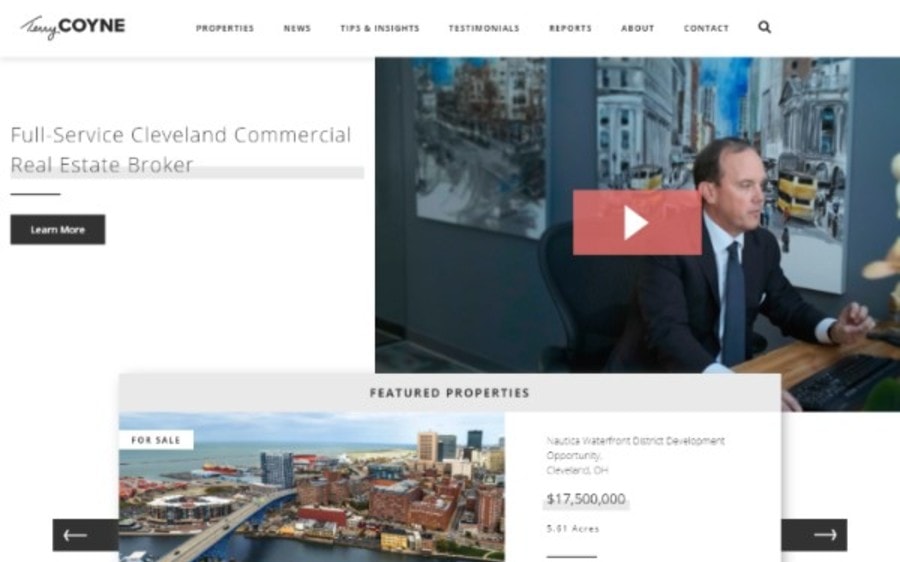 Terry COYNE
PROPERTIES NEWS TIPS & INSIGHTS TESTIMONIALS REPORTS ABOUT CONTACT
Full-Service Cleveland Commercial
Real Estate Broker
Learn More
FEATURED PROPERTIES
FOR SALE
Nautica Waterfront District Development
Opportunity,
Cleveland, OH
$17,500,000
5.61 Acres